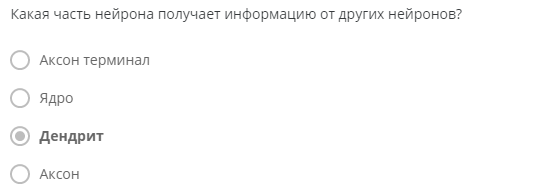 Какая часть нейрона получает информацию от других нейронов?
Аксон терминал
Ядро
Дендрит
Аксон